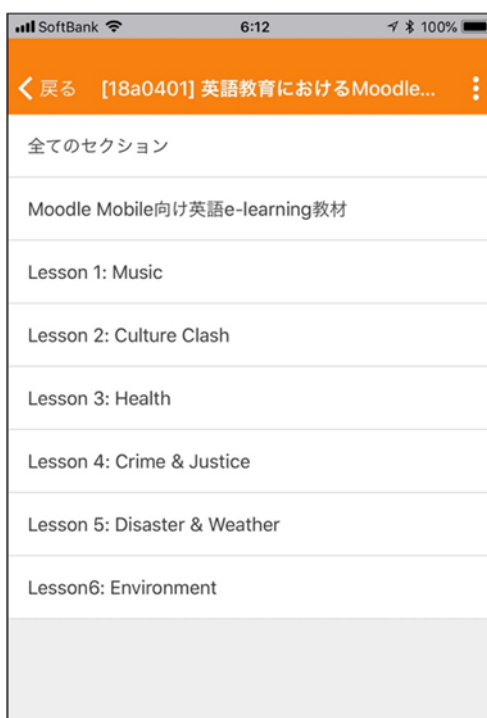 SoftBank 6:12 100%
戻る [18a0401] 英語教育におけるMoodle...
全てのセクション
Moodle Mobile向け英語e-learning教材
Lesson 1: Music
Lesson 2: Culture Clash
Lesson 3: Health
Lesson 4: Crime & Justice
Lesson 5: Disaster & Weather
Lesson6: Environment